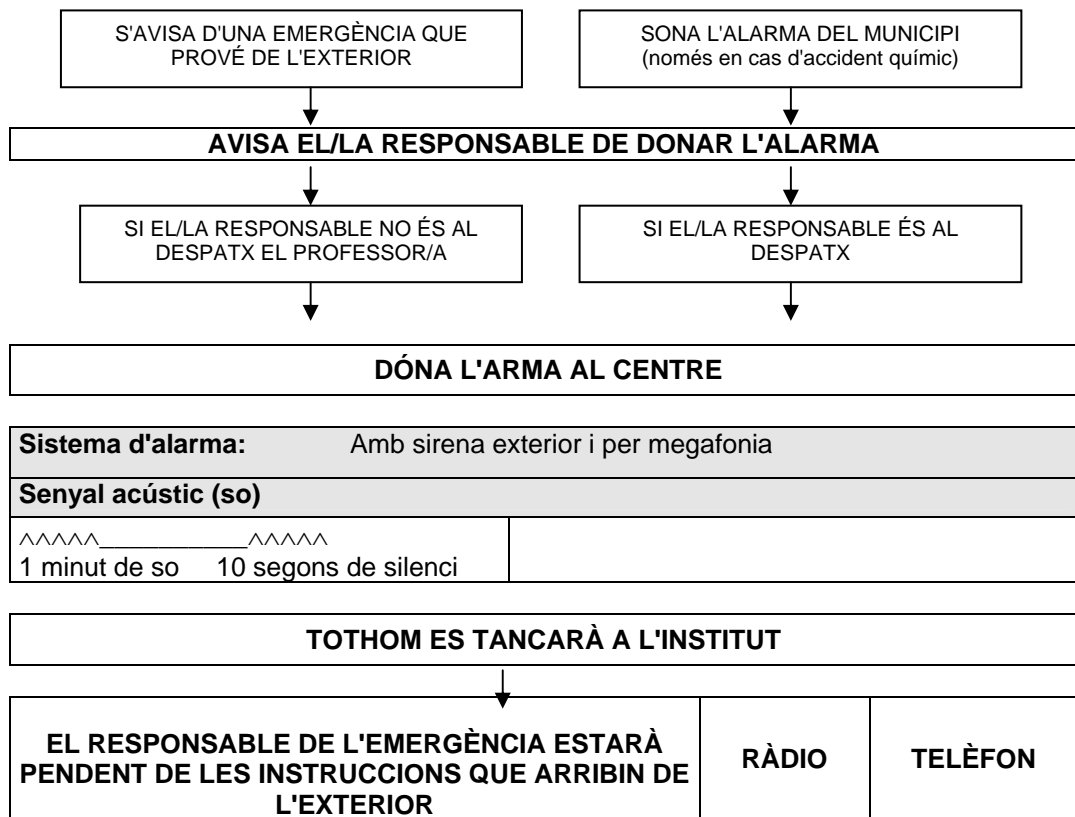 S'AVISA D'UNA EMERGÈNCIA QUE
PROVÉ DE L'EXTERIOR
SONA L'ALARMA DEL MUNICIPI
(només en cas d'accident químic)
AVISA EL/LA RESPONSABLE DE DONAR L'ALARMA
SI EL/LA RESPONSABLE NO ÉS AL
DESPATX EL PROFESSOR/A
SI EL/LA RESPONSABLE ÉS AL
DESPATX
DÓNA L'ARMA AL CENTRE
Sistema d'alarma: Amb sirena exterior i per megafonia
Senyal acústic (so)
^^^^^__________^^^^^
1 minut de so 10 segons de silenci
TOTHOM ES TANCARÀ A L'INSTITUT
EL RESPONSABLE DE L'EMERGÈNCIA ESTARÀ
PENDENT DE LES INSTRUCCIONS QUE ARRIBIN DE
L'EXTERIOR
RÀDIO
TELÈFON